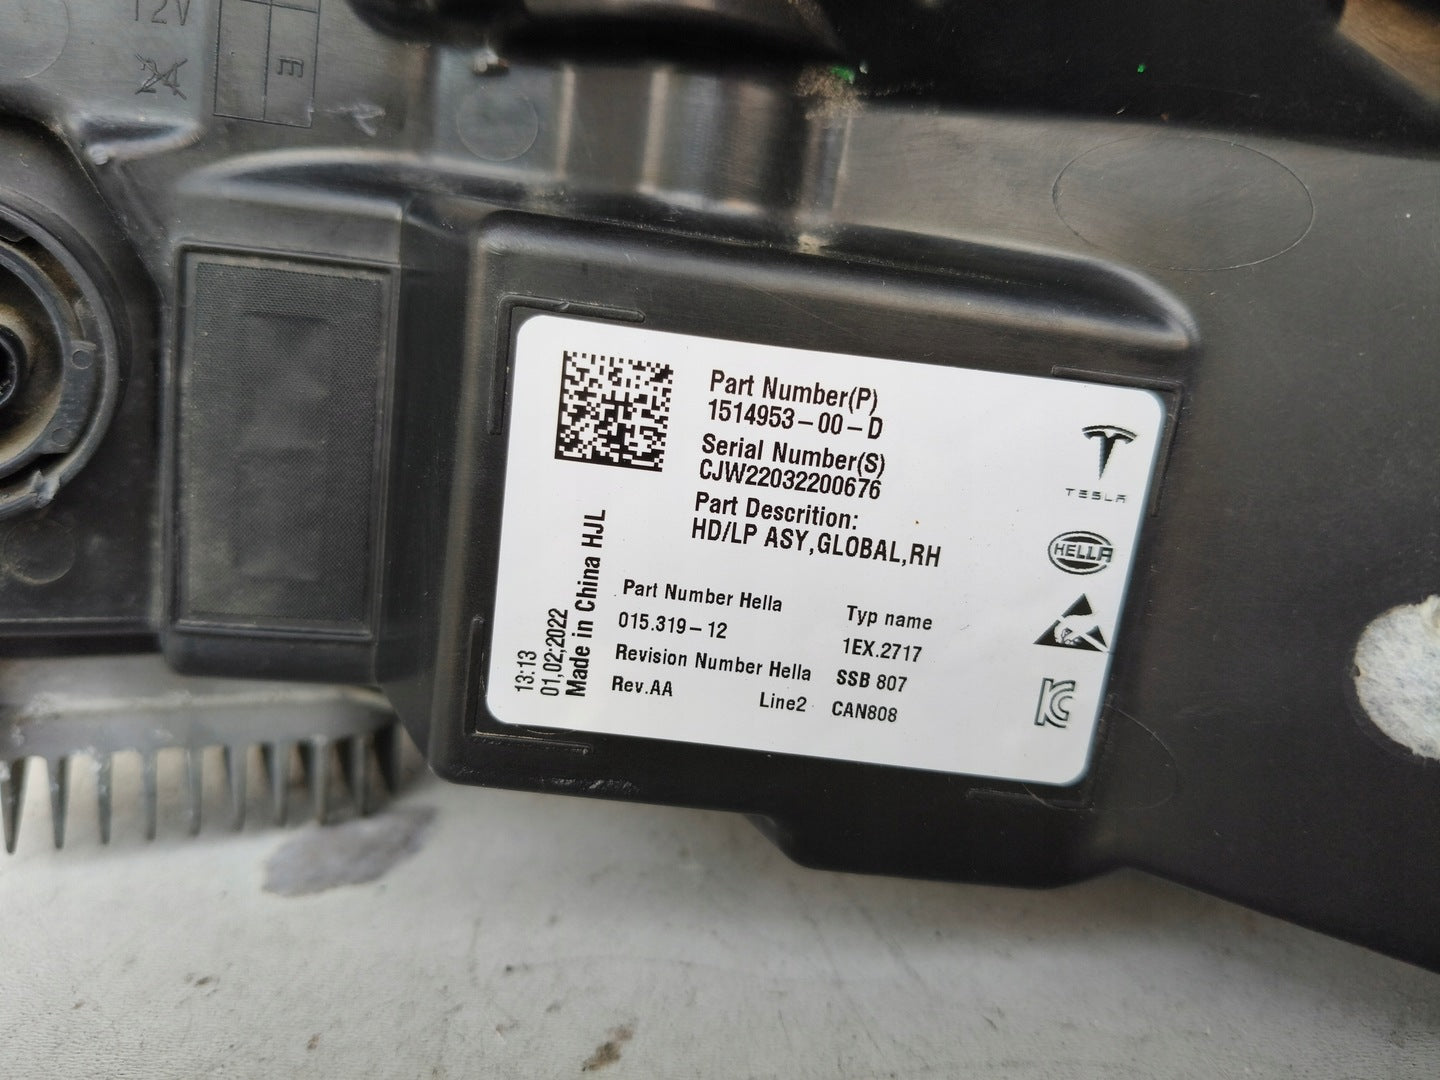 12V
24
E
Part Number(P)
1514953-00-D
Serial Number(S)
CJW22032200676
Part Descrition:
HD/LP ASY,GLOBAL,RH
TESLA
HELLA
13:13
01,02,2022
Made in China HJL
Part Number Hella
015.319-12
Revision Number Hella
Rev.AA
Line2
Typ name
1EX.2717
SSB 807
CAN808